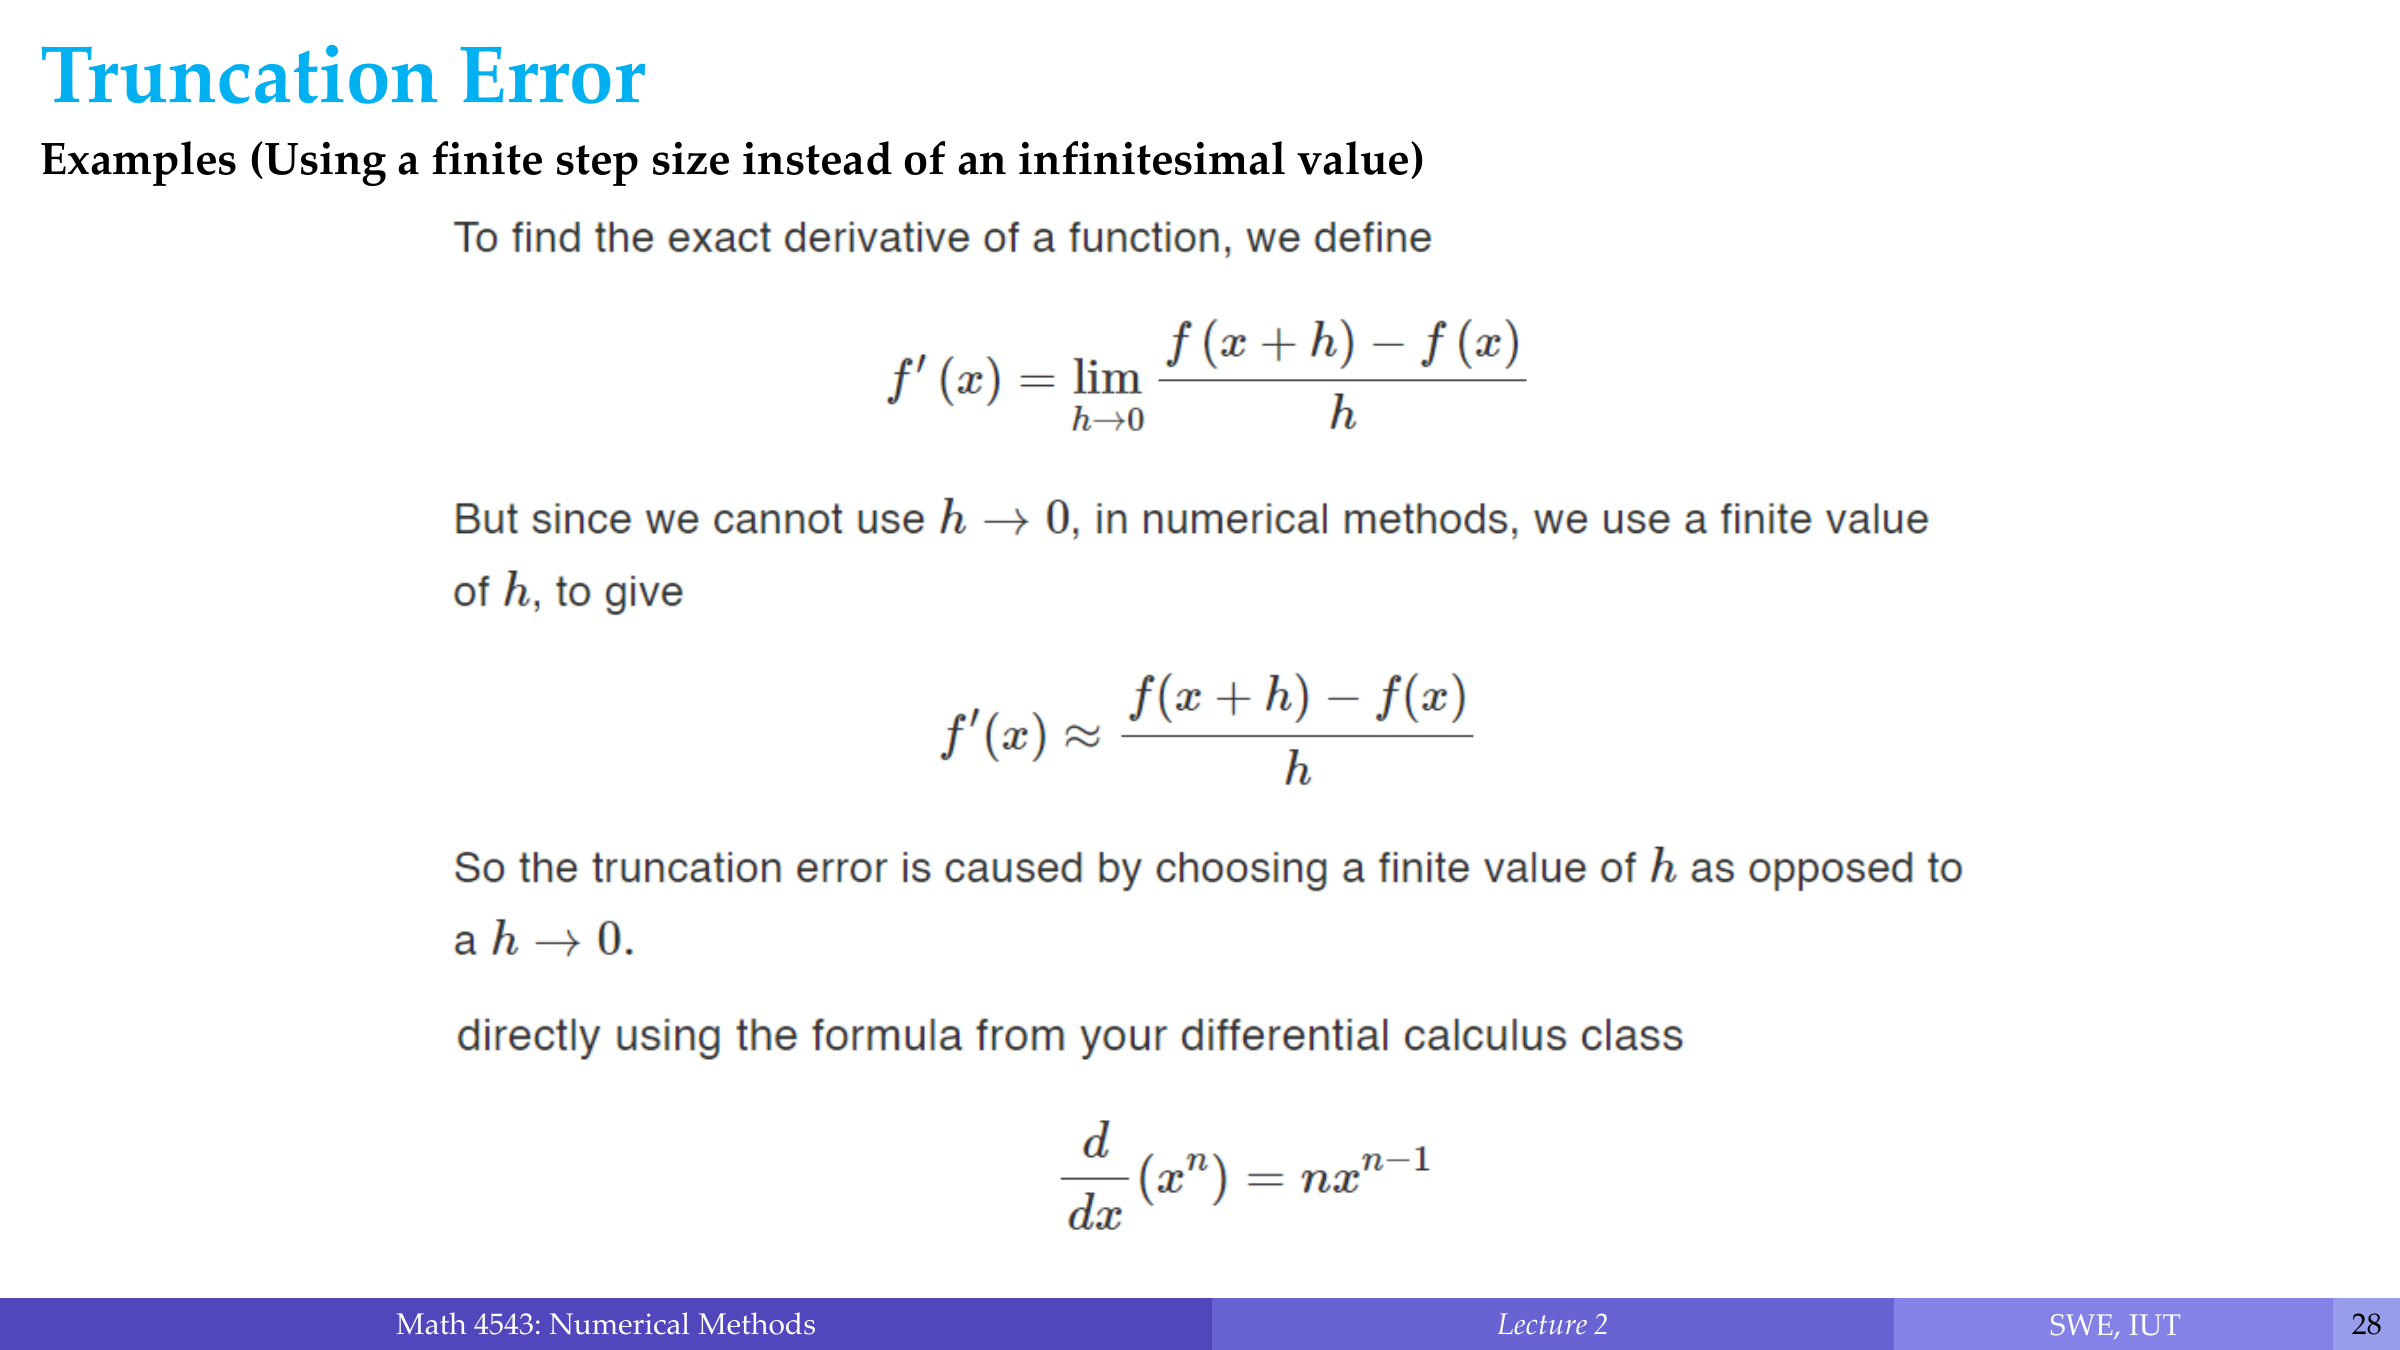 Truncation Error
Examples (Using a finite step size instead of an infinitesimal value)
To find the exact derivative of a function, we define
f′ (x) = lim_{h→0} \frac{f (x + h) − f (x)}{h}
But since we cannot use h → 0, in numerical methods, we use a finite value
of h, to give
f′(x) ≈ \frac{f(x + h) − f(x)}{h}
So the truncation error is caused by choosing a finite value of h as opposed to
a h → 0.
directly using the formula from your differential calculus class
\frac{d}{dx}(x^n) = nx^{n−1}
Math 4543: Numerical Methods
Lecture 2
SWE, IUT
28